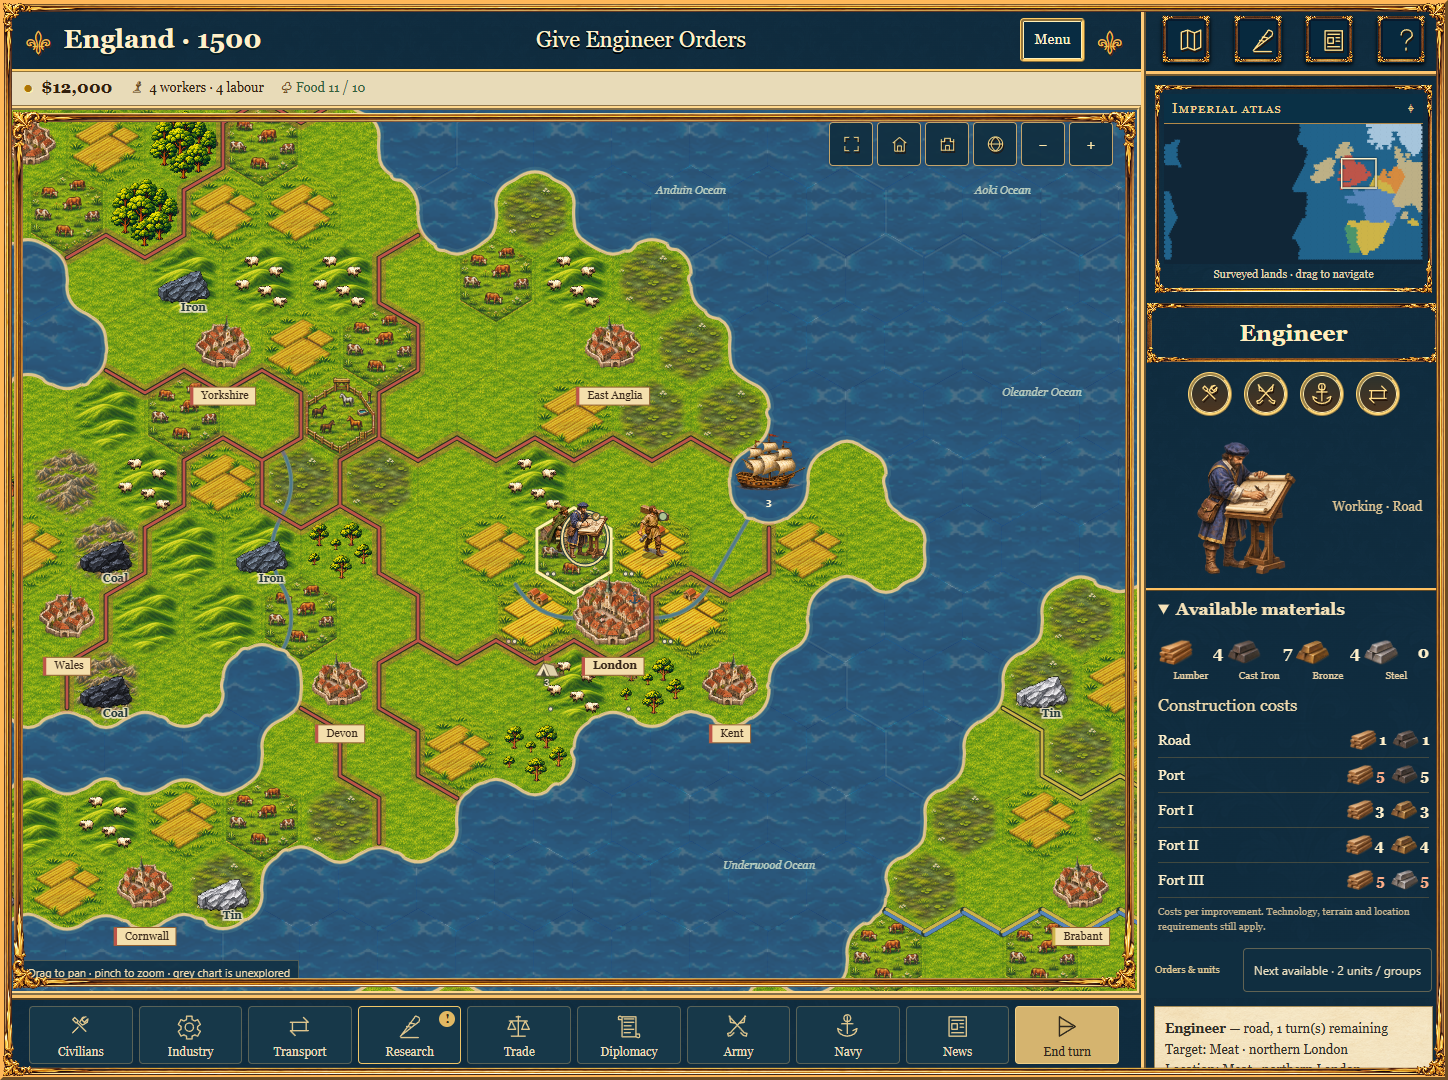 England · 1500
Give Engineer Orders
Menu
$12,000
4 workers · 4 labour
Food 11 / 10
Anduin Ocean
Aoki Ocean
Oleander Ocean
Underwood Ocean
Iron
Yorkshire
East Anglia
3
Coal
Iron
Wales
London
3
Coal
Devon
Kent
Tin
Tin
Cornwall
Brabant
Drag to pan · pinch to zoom · grey chart is unexplored
Civilians
Industry
Transport
Research
!
Trade
Diplomacy
Army
Navy
News
End turn
?
Imperial Atlas
Surveyed lands · drag to navigate
Engineer
Working · Road
▼ Available materials
4 7 4 0
Lumber Cast Iron Bronze Steel
Construction costs
Road 1 1
Port 5 5
Fort I 3 3
Fort II 4 4
Fort III 5 5
Costs per improvement. Technology, terrain and location
requirements still apply.
Orders & units
Next available · 2 units / groups
Engineer — road, 1 turn(s) remaining
Target: Meat · northern London
Location: Meat · northern London